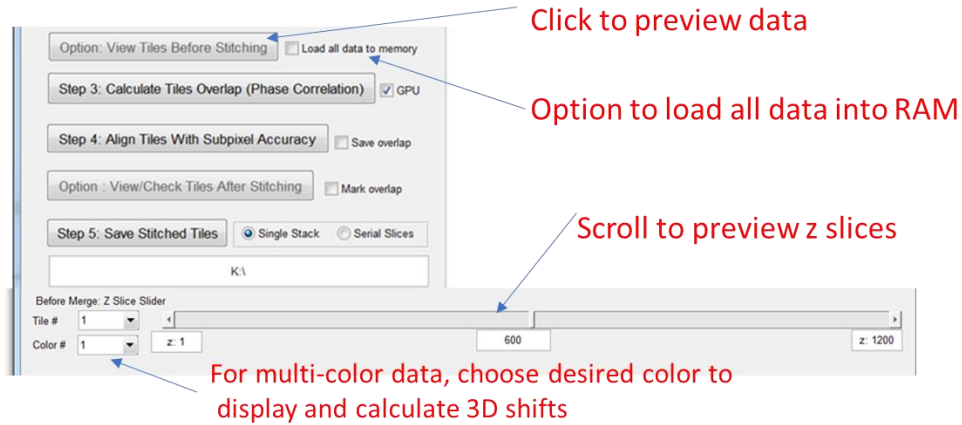 Click to preview data
Option: View Tiles Before Stitching Load all data to memory
Step 3: Calculate Tiles Overlap (Phase Correlation) GPU
Option to load all data into RAM
Step 4: Align Tiles With Subpixel Accuracy Save overlap
Option : View/Check Tiles After Stitching Mark overlap
Step 5: Save Stitched Tiles Single Stack Serial Slices
Scroll to preview z slices
K:\
Before Merge: Z Slice Slider
Tile # 1
Color # 1 z: 1 600 z: 1200
For multi-color data, choose desired color to
display and calculate 3D shifts